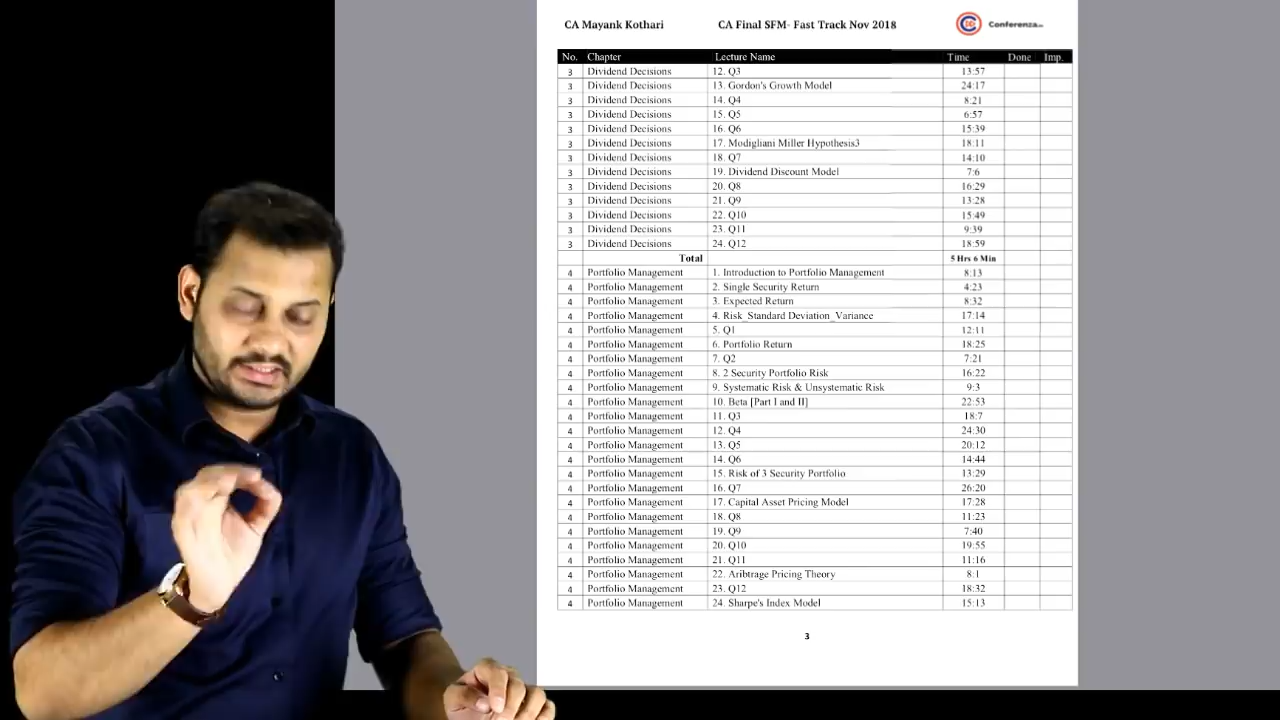 CA Mayank Kothari CA Final SFM- Fast Track Nov 2018 Conferenza.in
No. Chapter Lecture Name Time Done Imp.
3 Dividend Decisions 12. Q3 13:57
3 Dividend Decisions 13. Gordon's Growth Model 24:17
3 Dividend Decisions 14. Q4 8:21
3 Dividend Decisions 15. Q5 6:57
3 Dividend Decisions 16. Q6 15:39
3 Dividend Decisions 17. Modigliani Miller Hypothesis3 18:11
3 Dividend Decisions 18. Q7 14:10
3 Dividend Decisions 19. Dividend Discount Model 7:6
3 Dividend Decisions 20. Q8 16:29
3 Dividend Decisions 21. Q9 13:28
3 Dividend Decisions 22. Q10 15:49
3 Dividend Decisions 23. Q11 9:39
3 Dividend Decisions 24. Q12 18:59
Total 5 Hrs 6 Min
4 Portfolio Management 1. Introduction to Portfolio Management 8:13
4 Portfolio Management 2. Single Security Return 4:23
4 Portfolio Management 3. Expected Return 8:32
4 Portfolio Management 4. Risk_Standard Deviation_Variance 17:14
4 Portfolio Management 5. Q1 12:11
4 Portfolio Management 6. Portfolio Return 18:25
4 Portfolio Management 7. Q2 7:21
4 Portfolio Management 8. 2 Security Portfolio Risk 16:22
4 Portfolio Management 9. Systematic Risk & Unsystematic Risk 9:3
4 Portfolio Management 10. Beta [Part I and II] 22:53
4 Portfolio Management 11. Q3 18:7
4 Portfolio Management 12. Q4 24:30
4 Portfolio Management 13. Q5 20:12
4 Portfolio Management 14. Q6 14:44
4 Portfolio Management 15. Risk of 3 Security Portfolio 13:29
4 Portfolio Management 16. Q7 26:20
4 Portfolio Management 17. Capital Asset Pricing Model 17:28
4 Portfolio Management 18. Q8 11:23
4 Portfolio Management 19. Q9 7:40
4 Portfolio Management 20. Q10 19:55
4 Portfolio Management 21. Q11 11:16
4 Portfolio Management 22. Aribtrage Pricing Theory 8:1
4 Portfolio Management 23. Q12 18:32
4 Portfolio Management 24. Sharpe's Index Model 15:13
3